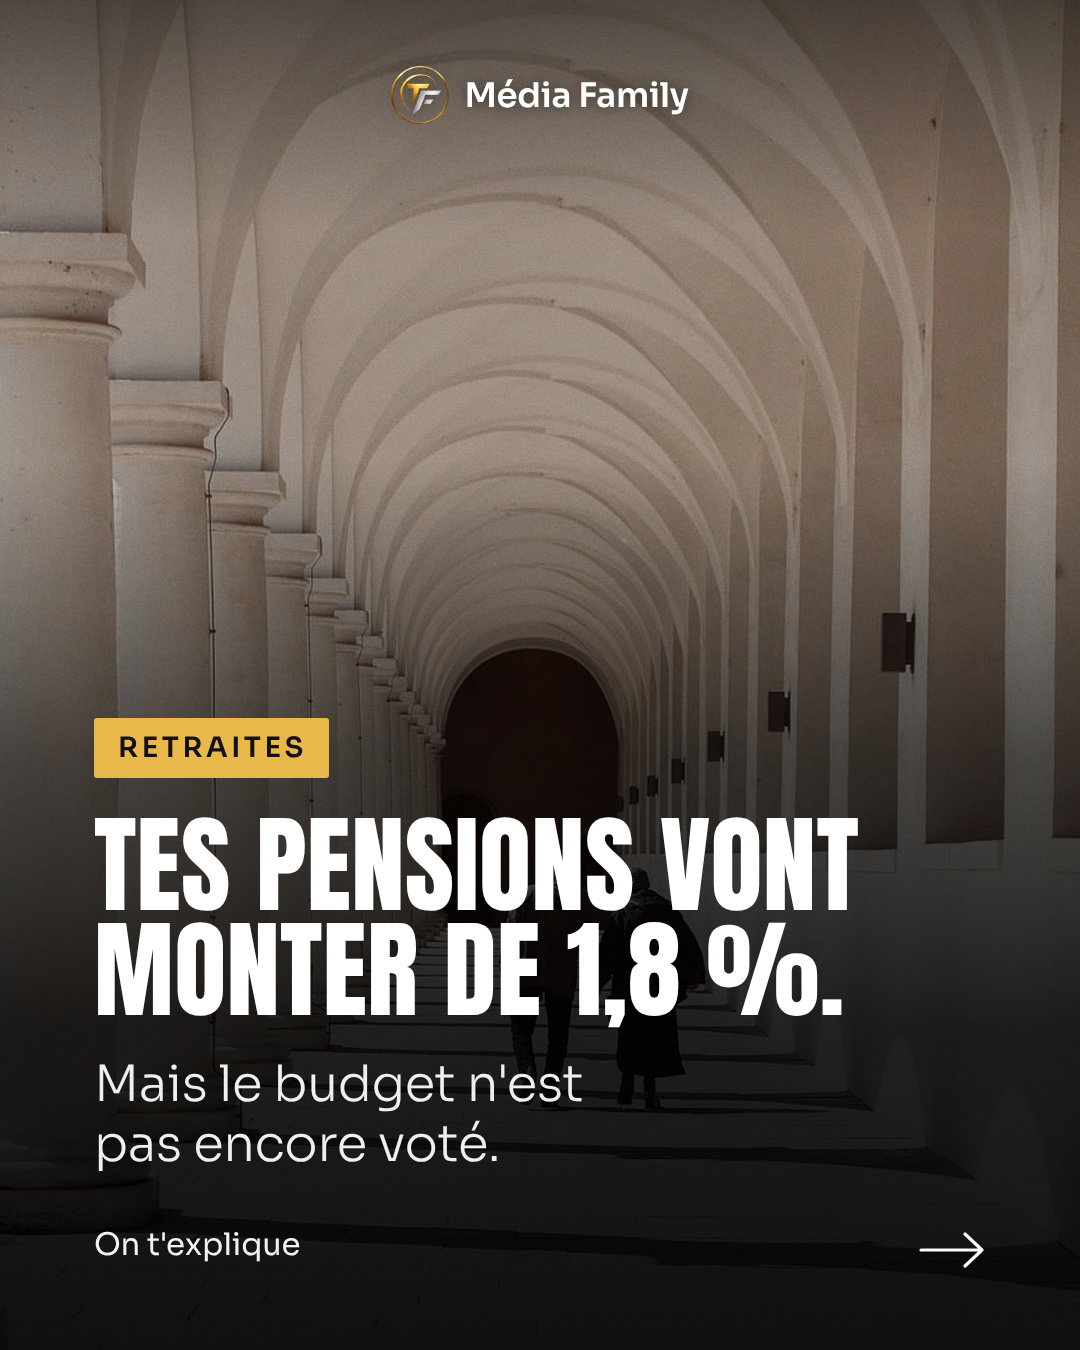 TF Média Family
RETRAITES
TES PENSIONS VONT
MONTER DE 1,8 %.
Mais le budget n'est
pas encore voté.
On t'explique